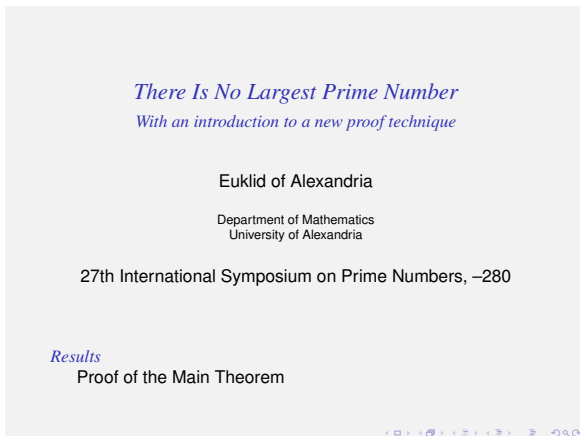 There Is No Largest Prime Number
With an introduction to a new proof technique
Euklid of Alexandria
Department of Mathematics
University of Alexandria
27th International Symposium on Prime Numbers, –280
Results
Proof of the Main Theorem